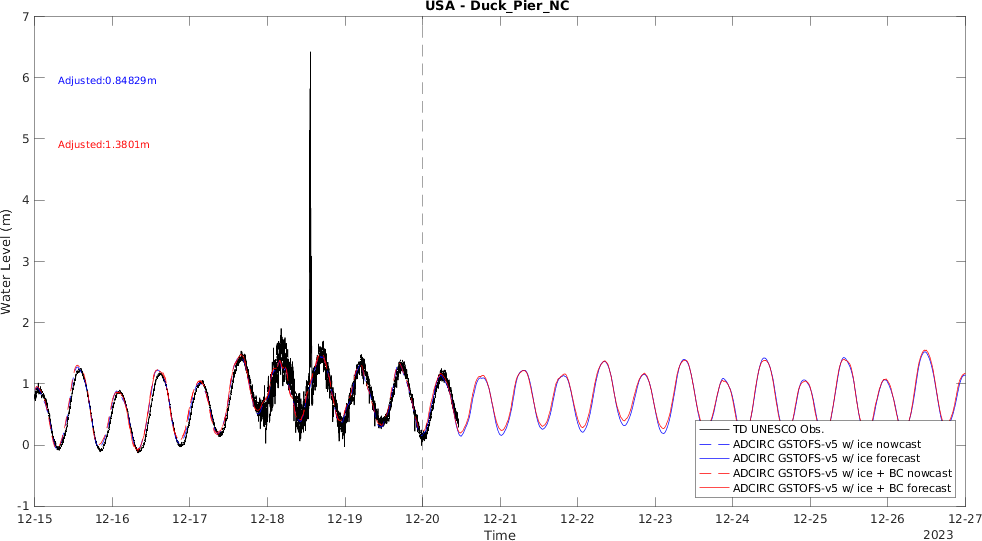 USA - Duck_Pier_NC
7
6
5
4
3
2
1
0
-1
Water Level (m)
Adjusted:0.84829m
Adjusted:1.3801m
TD UNESCO Obs.
ADCIRC GSTOFS-v5 w/ ice nowcast
ADCIRC GSTOFS-v5 w/ ice forecast
ADCIRC GSTOFS-v5 w/ ice + BC nowcast
ADCIRC GSTOFS-v5 w/ ice + BC forecast
12-15 12-16 12-17 12-18 12-19 12-20 12-21 12-22 12-23 12-24 12-25 12-26 12-27
Time
2023